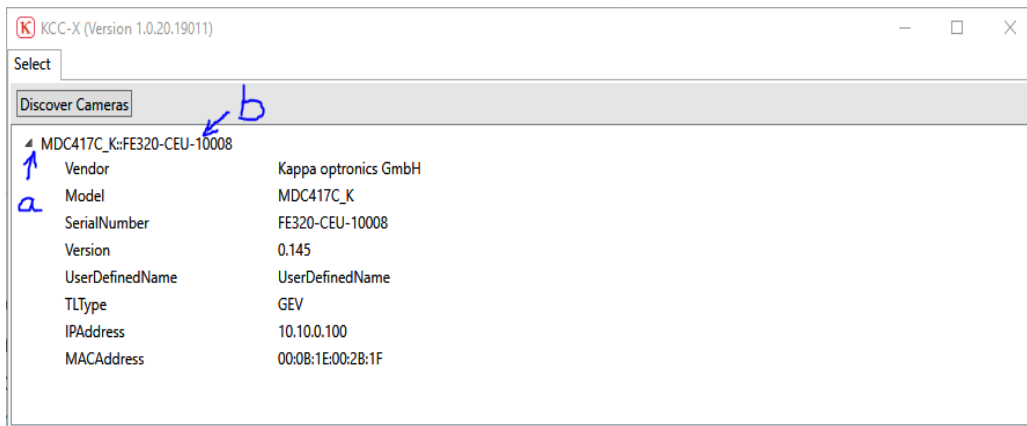 KCC-X (Version 1.0.20.19011)
Select
Discover Cameras
b
MDC417C_K::FE320-CEU-10008
a
Vendor Kappa optronics GmbH
Model MDC417C_K
SerialNumber FE320-CEU-10008
Version 0.145
UserDefinedName UserDefinedName
TLType GEV
IPAddress 10.10.0.100
MACAddress 00:0B:1E:00:2B:1F